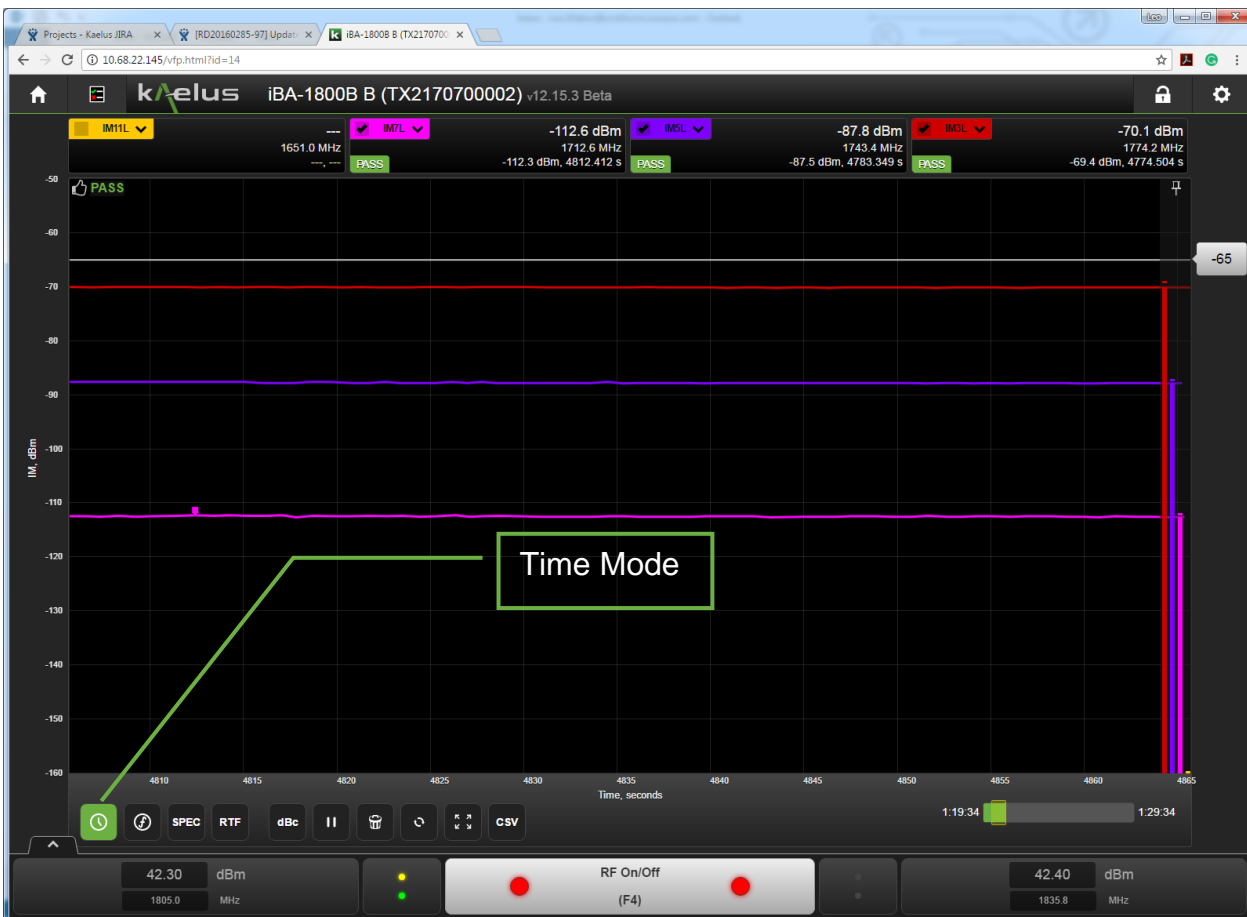 Leo
Projects - Kaelus JIRA
[RD20160285-97] Updat
iBA-1800B B (TX2170700
10.68.22.145/vfp.html?id=14
kaelus
iBA-1800B B (TX2170700002) v12.15.3 Beta
IM11L
---
1651.0 MHz
---, ---
IM7L
-112.6 dBm
1712.6 MHz
PASS
-112.3 dBm, 4812.412 s
IM5L
-87.8 dBm
1743.4 MHz
PASS
-87.5 dBm, 4783.349 s
IM3L
-70.1 dBm
1774.2 MHz
PASS
-69.4 dBm, 4774.504 s
PASS
-50
-60
-65
-70
-80
-90
-100
-110
-120
-130
-140
-150
-160
IM, dBm
Time Mode
4810
4815
4820
4825
4830
4835
4840
4845
4850
4855
4860
4865
Time, seconds
SPEC
RTF
dBc
CSV
1:19:34
1:29:34
42.30 dBm
1805.0 MHz
RF On/Off
(F4)
42.40 dBm
1835.8 MHz